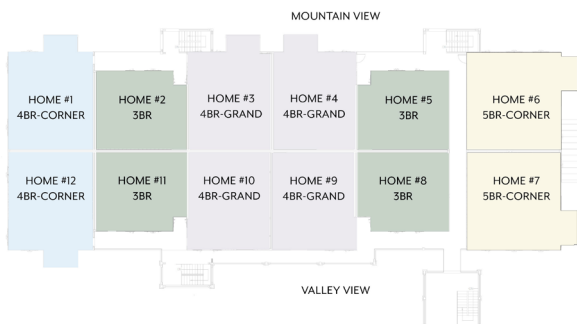 MOUNTAIN VIEW
HOME #1
4BR-CORNER
HOME #2
3BR
HOME #3
4BR-GRAND
HOME #4
4BR-GRAND
HOME #5
3BR
HOME #6
5BR-CORNER
HOME #12
4BR-CORNER
HOME #11
3BR
HOME #10
4BR-GRAND
HOME #9
4BR-GRAND
HOME #8
3BR
HOME #7
5BR-CORNER
VALLEY VIEW